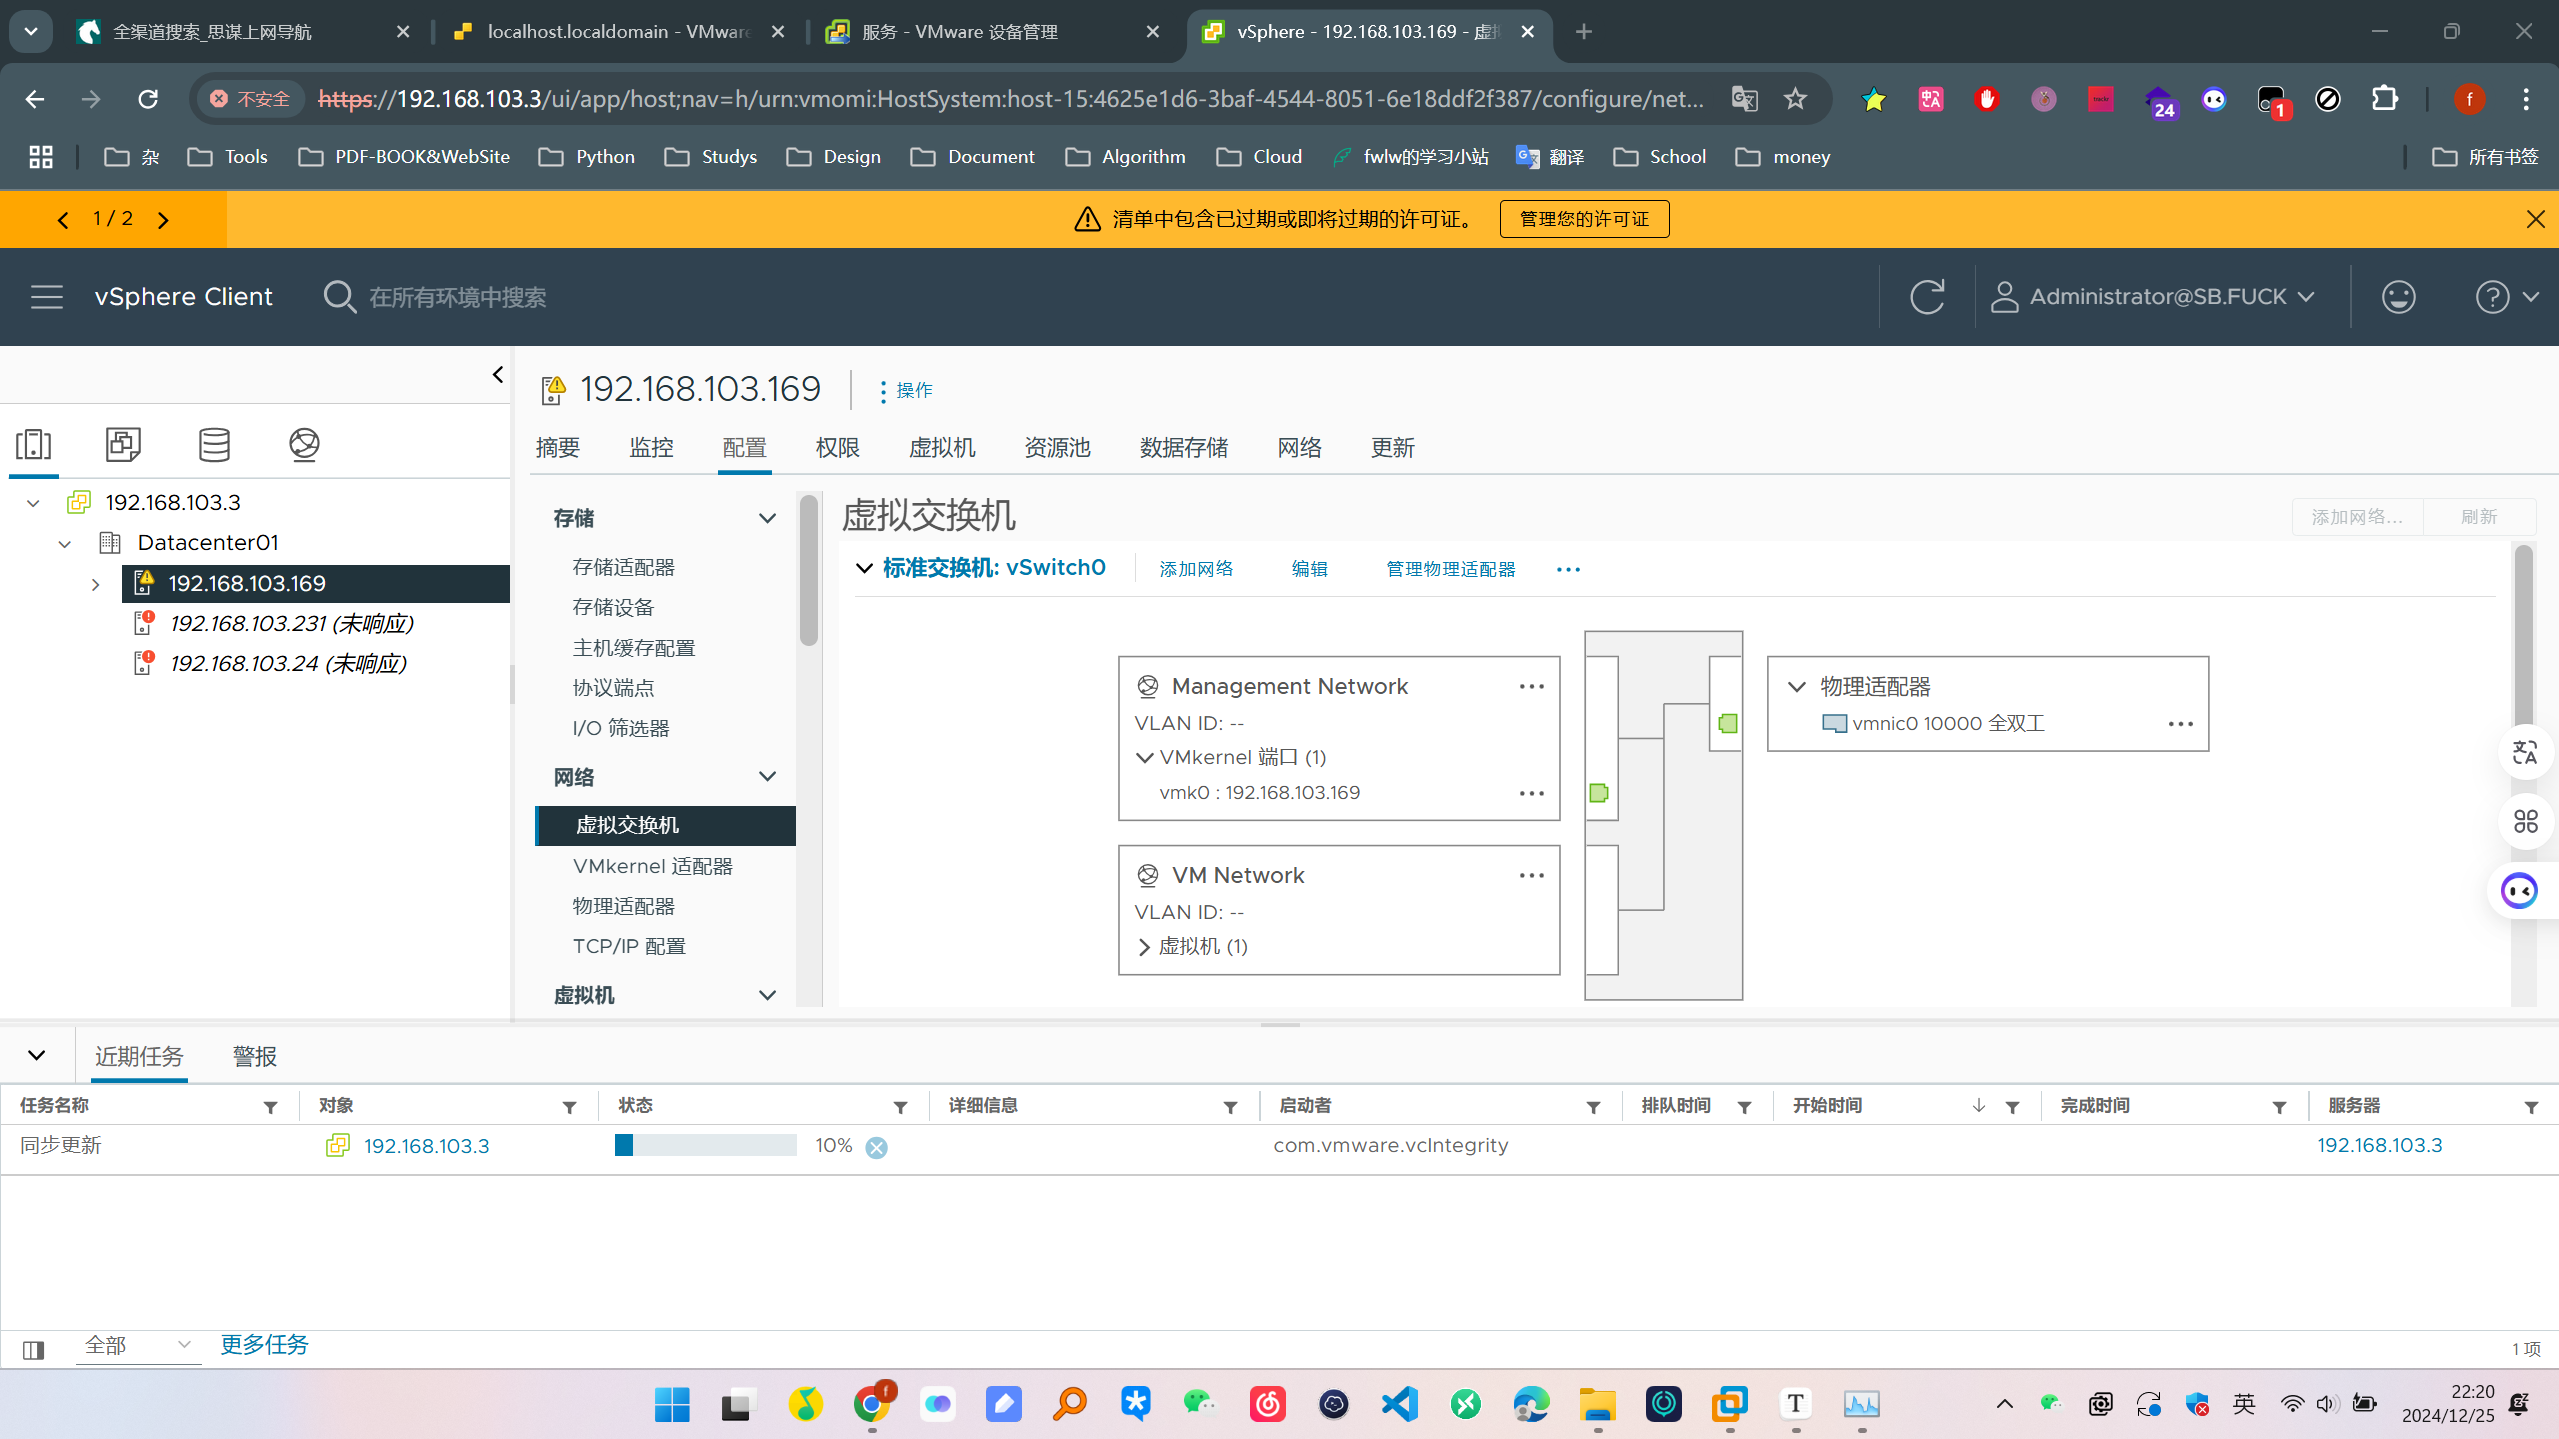 全渠道搜索_思谋上网导航
localhost.localdomain - VMware
服务 - VMware 设备管理
vSphere - 192.168.103.169 - 虚拟
不安全
https://192.168.103.3/ui/app/host;nav=h/urn:vmomi:HostSystem:host-15:4625e1d6-3baf-4544-8051-6e18ddf2f387/configure/net...
24
1
f
杂
Tools
PDF-BOOK&WebSite
Python
Studys
Design
Document
Algorithm
Cloud
fwlw的学习小站
翻译
School
money
所有书签
1 / 2
清单中包含已过期或即将过期的许可证。
管理您的许可证
vSphere Client
在所有环境中搜索
Administrator@SB.FUCK
192.168.103.3
Datacenter01
192.168.103.169
192.168.103.231 (未响应)
192.168.103.24 (未响应)
192.168.103.169
操作
摘要
监控
配置
权限
虚拟机
资源池
数据存储
网络
更新
存储
存储适配器
存储设备
主机缓存配置
协议端点
I/O 筛选器
网络
虚拟交换机
VMkernel 适配器
物理适配器
TCP/IP 配置
虚拟机
虚拟交换机
添加网络...
刷新
标准交换机: vSwitch0
添加网络
编辑
管理物理适配器
Management Network
VLAN ID: --
VMkernel 端口 (1)
vmk0 : 192.168.103.169
VM Network
VLAN ID: --
虚拟机 (1)
物理适配器
vmnic0 10000 全双工
近期任务
警报
任务名称
对象
状态
详细信息
启动者
排队时间
开始时间
完成时间
服务器
同步更新
192.168.103.3
10%
com.vmware.vcIntegrity
192.168.103.3
全部
更多任务
1 项
英
22:20
2024/12/25